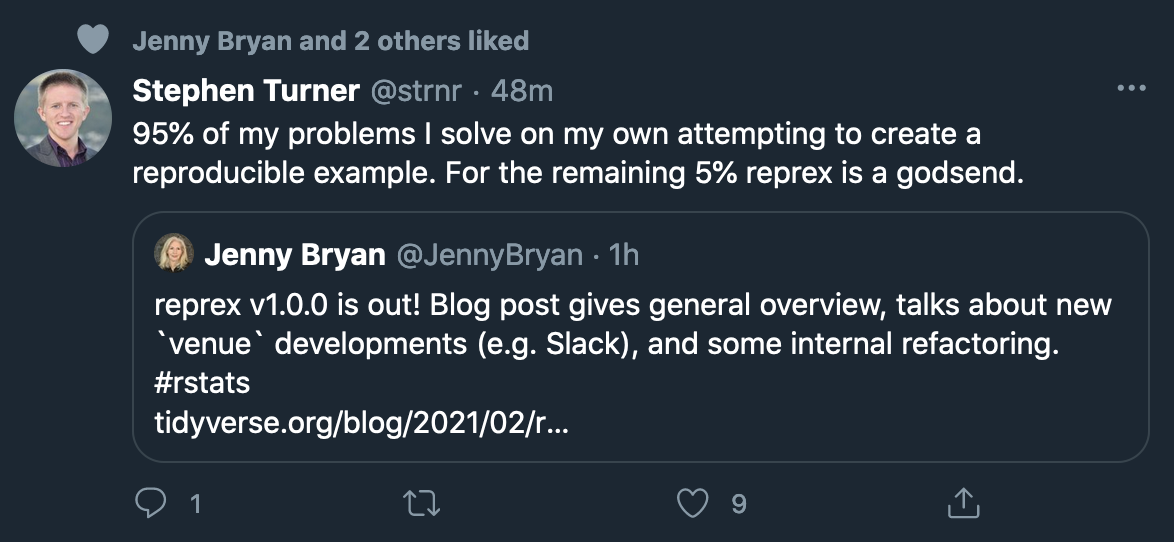 Jenny Bryan and 2 others liked
Stephen Turner @strnr · 48m
95% of my problems I solve on my own attempting to create a
reproducible example. For the remaining 5% reprex is a godsend.
Jenny Bryan @JennyBryan · 1h
reprex v1.0.0 is out! Blog post gives general overview, talks about new
`venue` developments (e.g. Slack), and some internal refactoring.
#rstats
tidyverse.org/blog/2021/02/r...
1
9